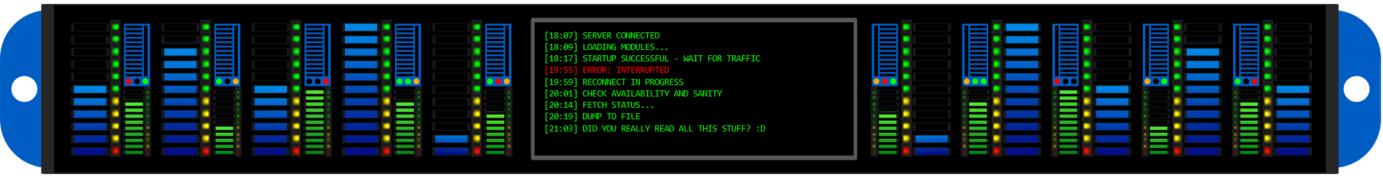 [18:07] SERVER CONNECTED
[18:09] LOADING MODULES...
[18:17] STARTUP SUCCESSFUL - WAIT FOR TRAFFIC
[19:55] ERROR: INTERRUPTED
[19:59] RECONNECT IN PROGRESS
[20:01] CHECK AVAILABILITY AND SANITY
[20:14] FETCH STATUS...
[20:19] DUMP TO FILE
[21:03] DID YOU REALLY READ ALL THIS STUFF? :D